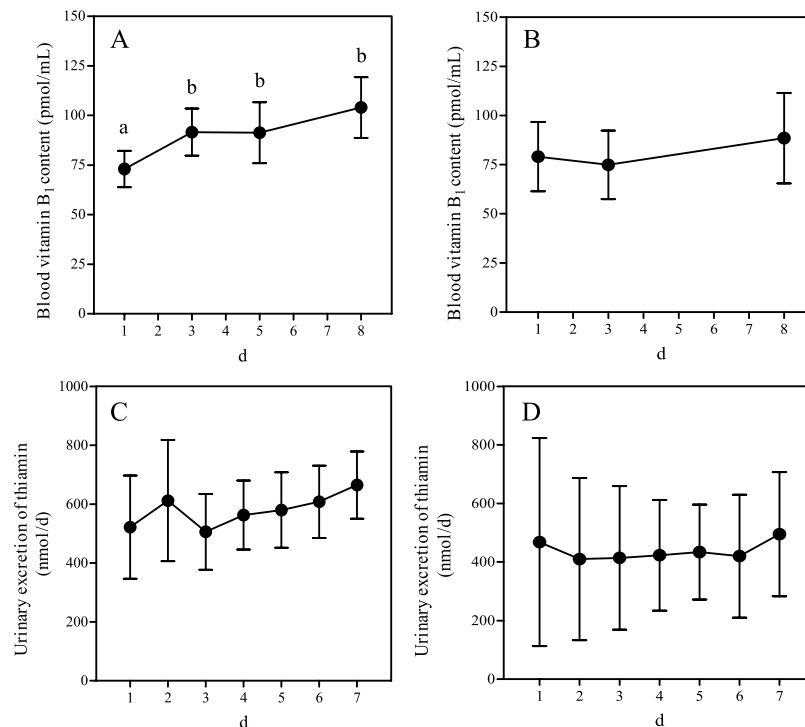 A
Blood vitamin B₁ content (pmol/mL)
150
125
100
75
50
25
0
a
b
b
b
1 2 3 4 5 6 7 8
d
B
Blood vitamin B₁ content (pmol/mL)
150
125
100
75
50
25
0
1 2 3 4 5 6 7 8
d
C
Urinary excretion of thiamin
(nmol/d)
1000
800
600
400
200
0
1 2 3 4 5 6 7
d
D
Urinary excretion of thiamin
(nmol/d)
1000
800
600
400
200
0
1 2 3 4 5 6 7
d